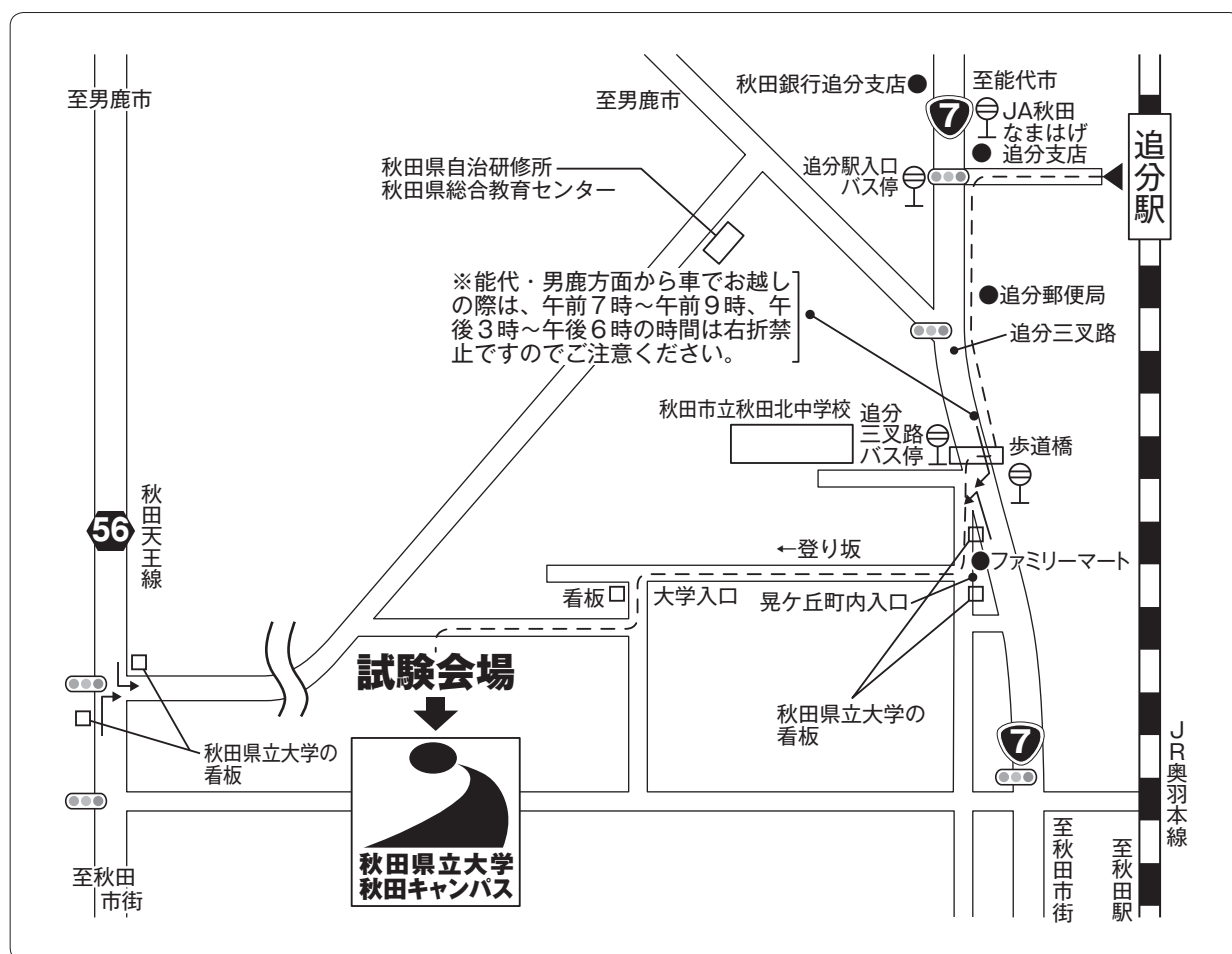 至男鹿市
至男鹿市
秋田銀行追分支店
至能代市
7
JA秋田
なまはげ
追分支店
追分駅入口
バス停
追分駅
秋田県自治研修所
秋田県総合教育センター
※能代・男鹿方面から車でお越し
の際は、午前7時～午前9時、午
後3時～午後6時の時間は右折禁
止ですのでご注意ください。
追分郵便局
追分三叉路
秋田市立秋田北中学校
追分
三叉路
バス停
歩道橋
秋田天王線
56
←登り坂
ファミリーマート
看板
大学入口
晃ケ丘町内入口
試験会場
秋田県立大学の
看板
秋田県立大学の
看板
7
JR奥羽本線
秋田県立大学
秋田キャンパス
至秋田
市街
至秋田市街
至秋田駅